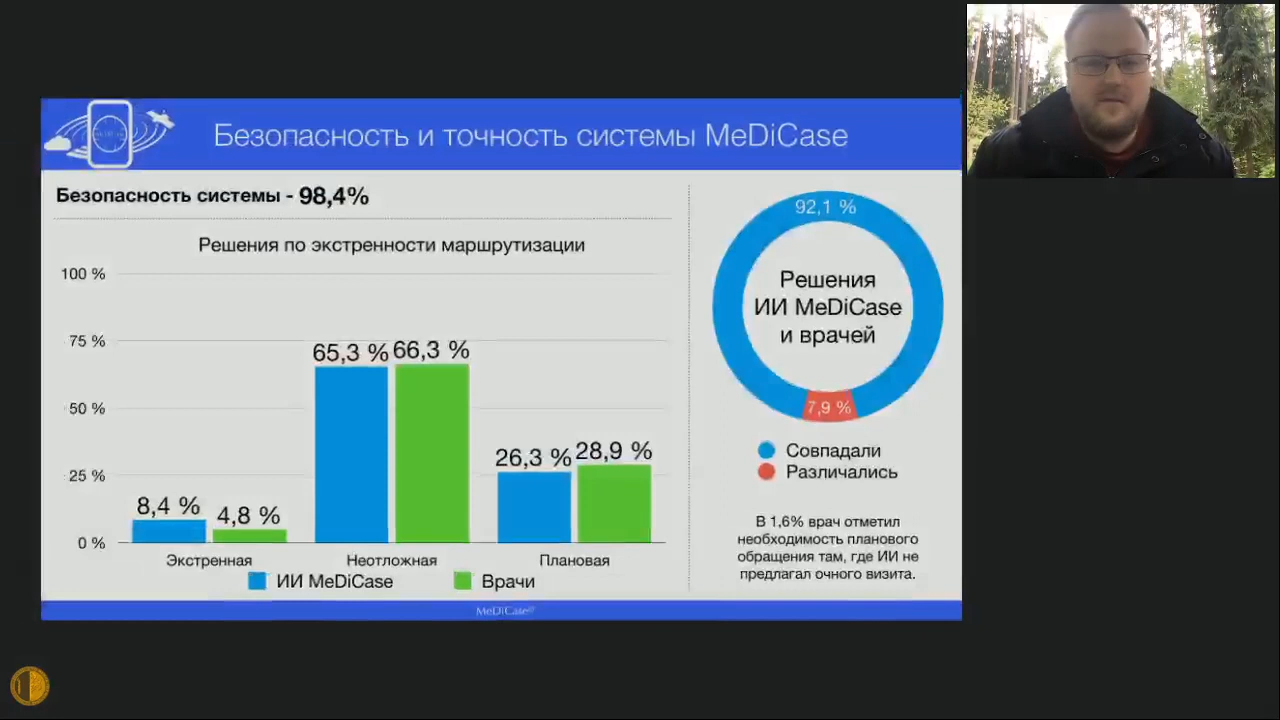 Безопасность и точность системы MeDiCase
Безопасность системы - 98,4%
Решения по экстренности маршрутизации
100 %
75 %
50 %
25 %
0 %
8,4 %
4,8 %
65,3 %
66,3 %
26,3 %
28,9 %
Экстренная
Неотложная
Плановая
ИИ MeDiCase
Врачи
92,1 %
Решения
ИИ MeDiCase
и врачей
7,9 %
Совпадали
Различались
В 1,6% врач отметил
необходимость планового
обращения там, где ИИ не
предлагал очного визита.
MeDiCase®